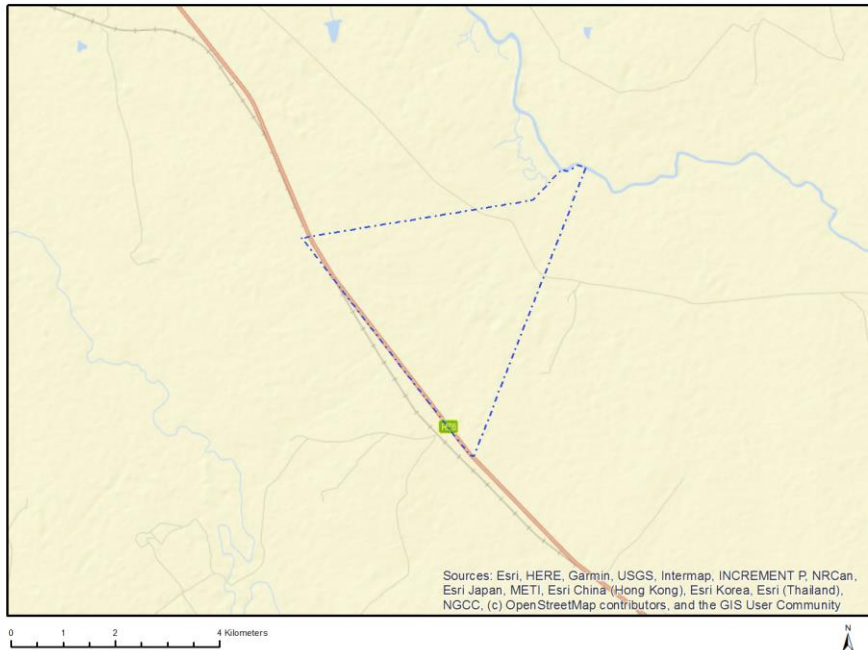 Sources: Esri, HERE, Garmin, USGS, Intermap, INCREMENT P, NRCan,
Esri Japan, METI, Esri China (Hong Kong), Esri Korea, Esri (Thailand),
NGCC, (c) OpenStreetMap contributors, and the GIS User Community
0 1 2 4 Kilometers
N